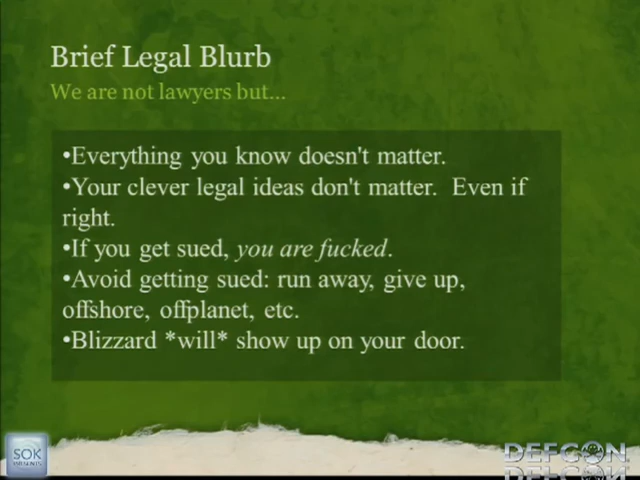 Brief Legal Blurb
We are not lawyers but...
•Everything you know doesn't matter.
•Your clever legal ideas don't matter.  Even if
right.
•If you get sued, you are fucked.
•Avoid getting sued: run away, give up,
offshore, offplanet, etc.
•Blizzard *will* show up on your door.
SOK
PRESENTS
DEFCON